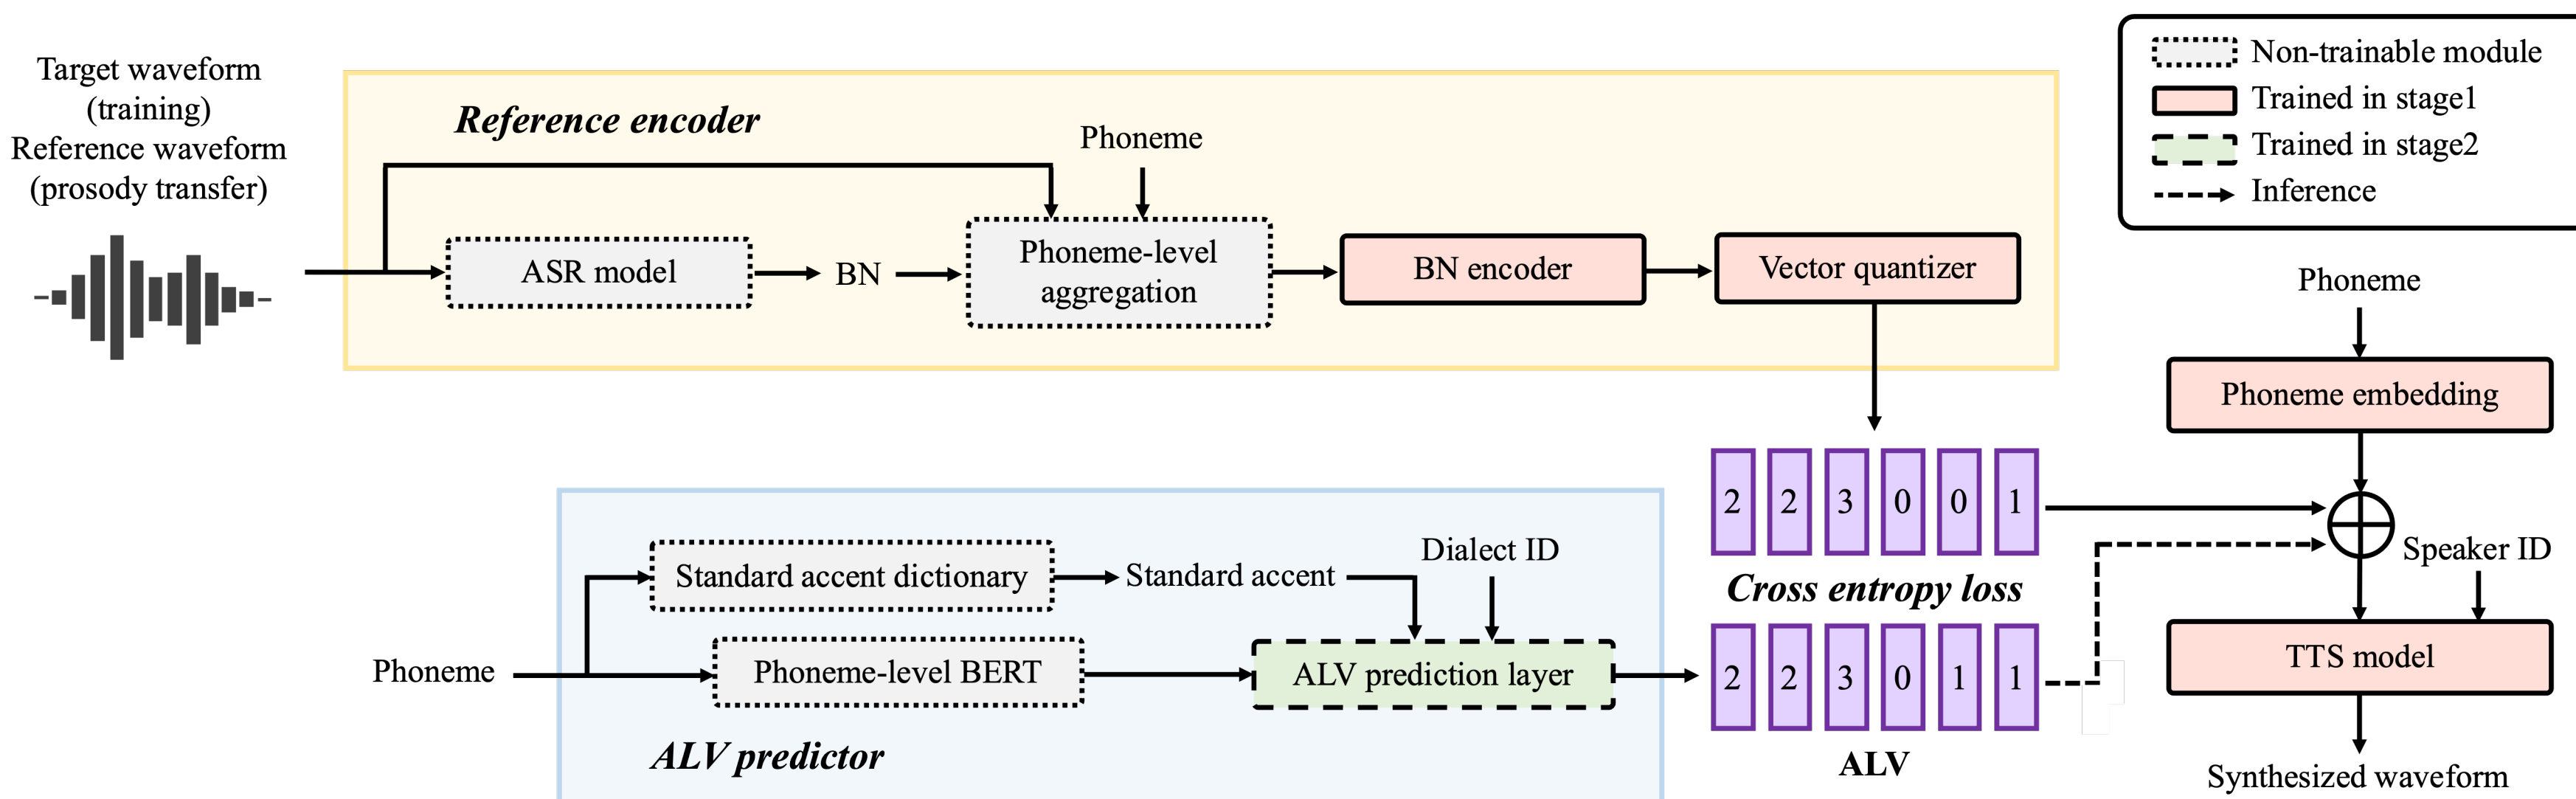 Target waveform
(training)
Reference waveform
(prosody transfer)
Reference encoder
Phoneme
ASR model
BN
Phoneme-level
aggregation
BN encoder
Vector quantizer
Non-trainable module
Trained in stage1
Trained in stage2
Inference
Phoneme
Phoneme embedding
Speaker ID
TTS model
Synthesized waveform
2 2 3 0 0 1
Cross entropy loss
2 2 3 0 1 1
ALV
Phoneme
Standard accent dictionary
Standard accent
Dialect ID
Phoneme-level BERT
ALV prediction layer
ALV predictor